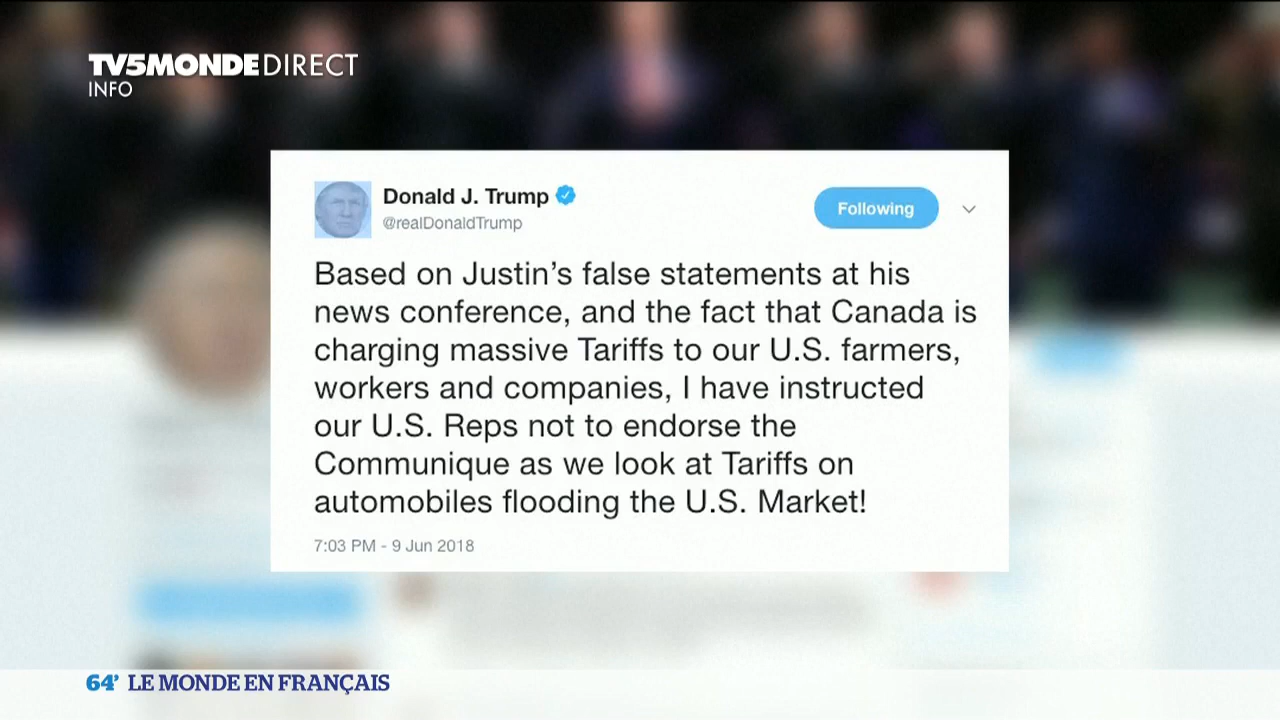 TV5MONDE DIRECT
INFO
Donald J. Trump
@realDonaldTrump
Following
Based on Justin’s false statements at his
news conference, and the fact that Canada is
charging massive Tariffs to our U.S. farmers,
workers and companies, I have instructed
our U.S. Reps not to endorse the
Communique as we look at Tariffs on
automobiles flooding the U.S. Market!
7:03 PM - 9 Jun 2018
64' LE MONDE EN FRANÇAIS